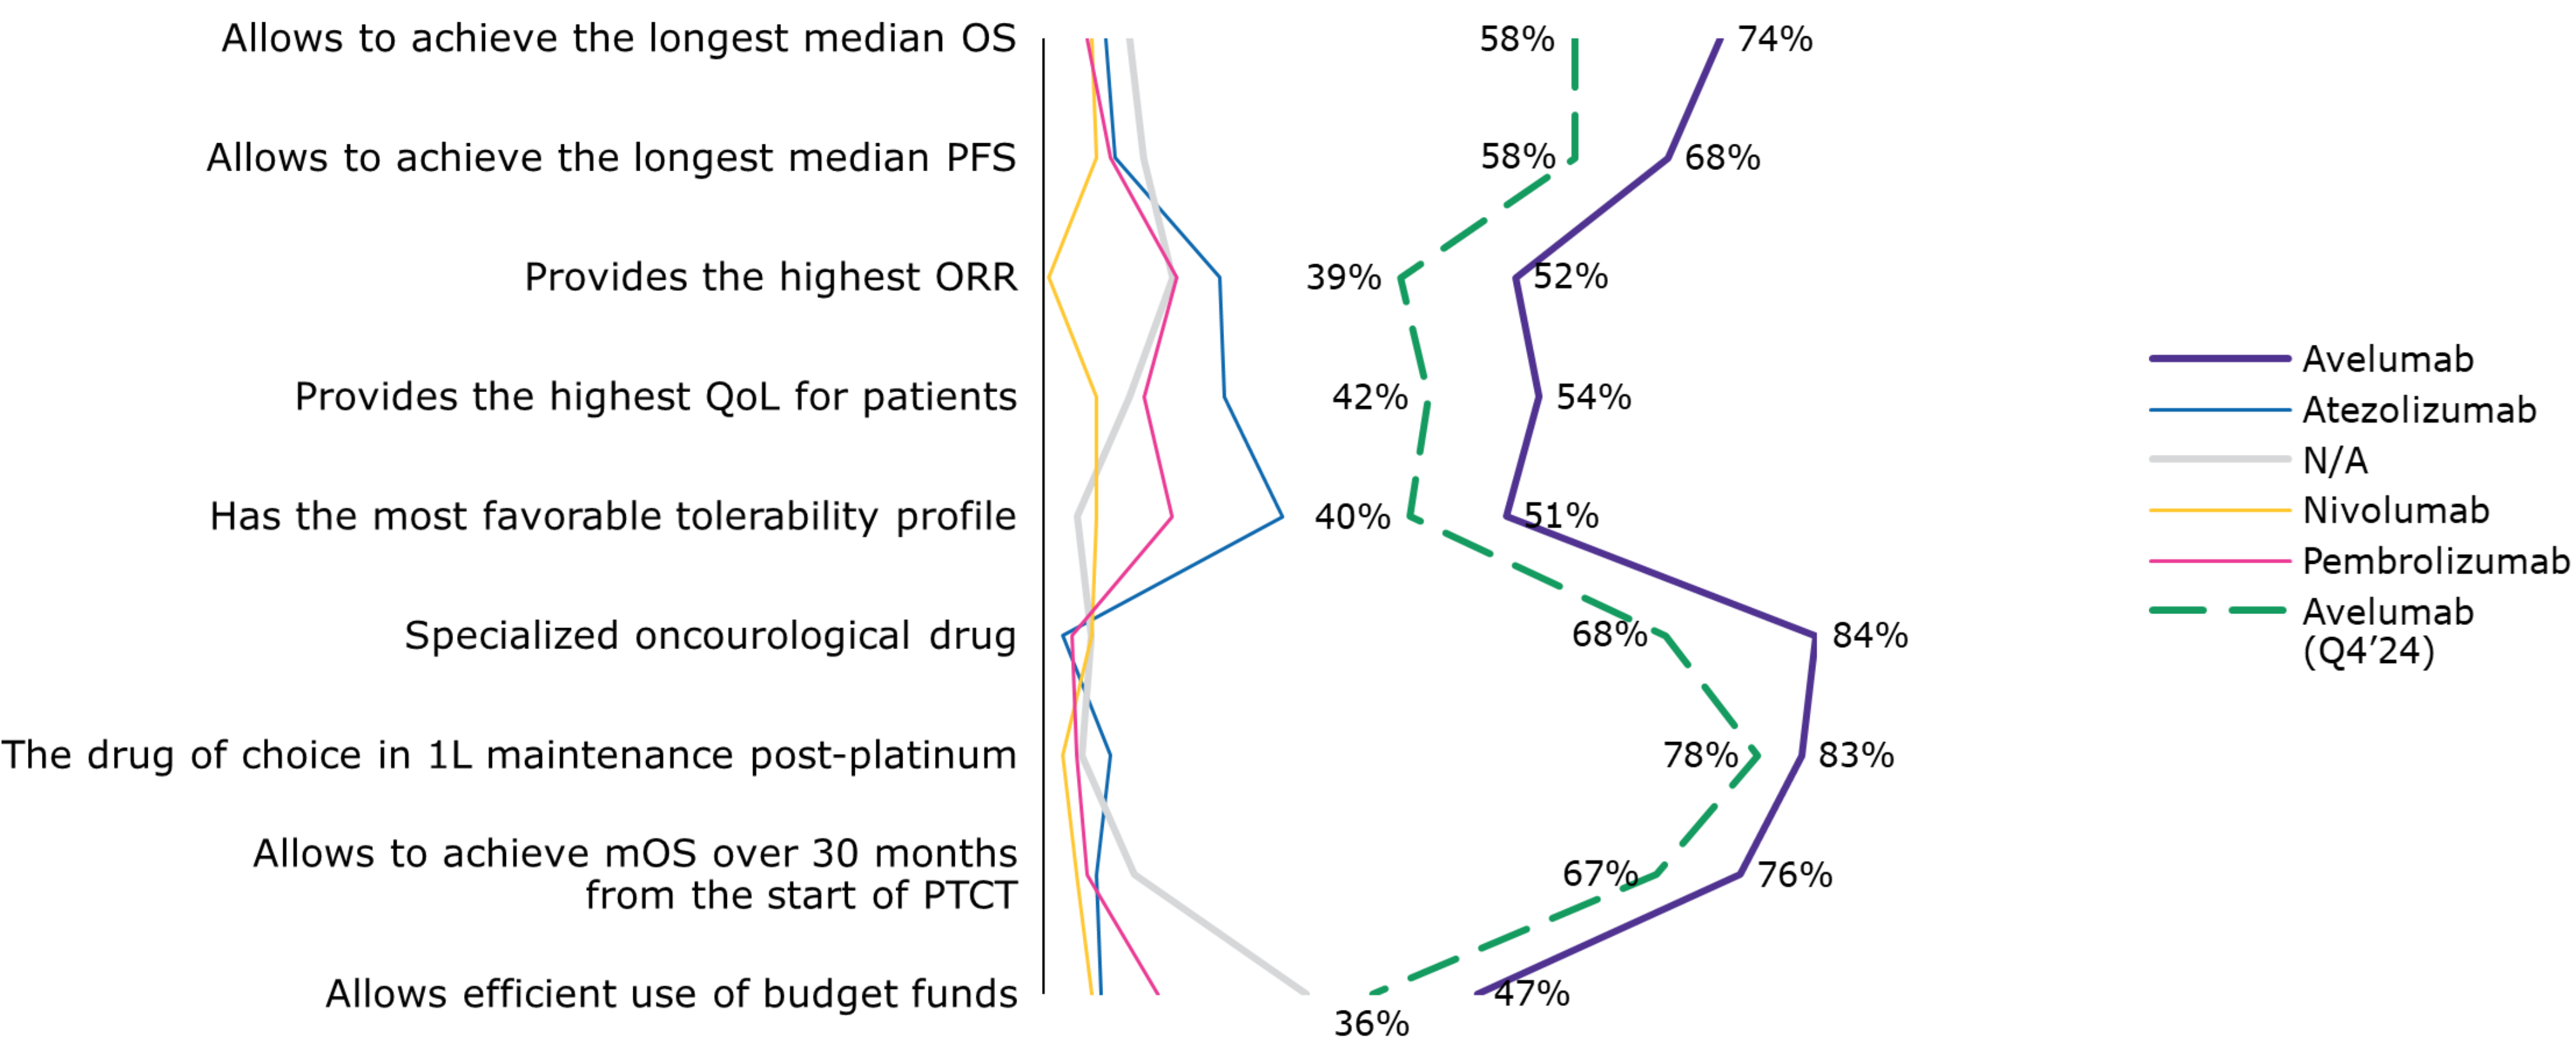 Allows to achieve the longest median OS
58%
74%
Allows to achieve the longest median PFS
58%
68%
Provides the highest ORR
39%
52%
Provides the highest QoL for patients
42%
54%
Has the most favorable tolerability profile
40%
51%
Specialized oncourological drug
68%
84%
The drug of choice in 1L maintenance post-platinum
78%
83%
Allows to achieve mOS over 30 months
from the start of PTCT
67%
76%
Allows efficient use of budget funds
36%
47%
Avelumab
Atezolizumab
N/A
Nivolumab
Pembrolizumab
Avelumab
(Q4’24)